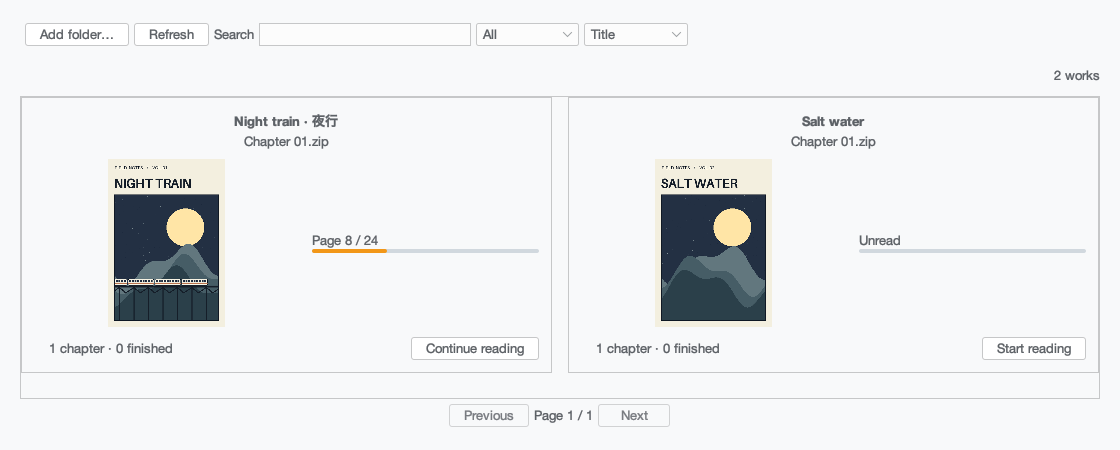 Add folder...
Refresh
Search
All
Title
2 works
Night train · 夜行
Chapter 01.zip
NIGHT TRAIN
Page 8 / 24
1 chapter · 0 finished
Continue reading
Salt water
Chapter 01.zip
SALT WATER
Unread
1 chapter · 0 finished
Start reading
Previous
Page 1 / 1
Next